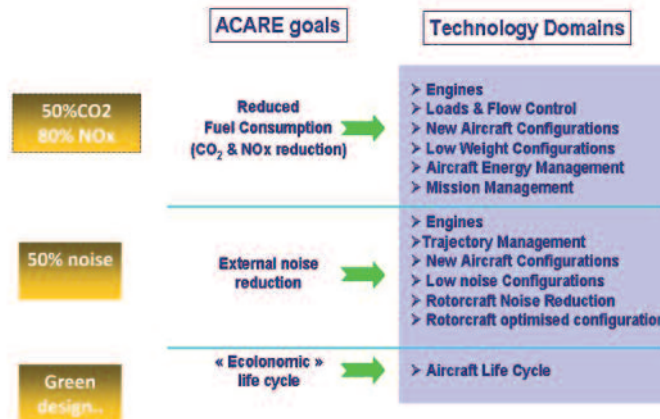 ACARE goals
Technology Domains
50%CO2
80% NOx
Reduced
Fuel Consumption
(CO₂ & NOx reduction)
➢ Engines
➢ Loads & Flow Control
➢ New Aircraft Configurations
➢ Low Weight Configurations
➢ Aircraft Energy Management
➢ Mission Management
50% noise
External noise
reduction
➢ Engines
➢Trajectory Management
➢ New Aircraft Configurations
➢ Low noise Configurations
➢ Rotorcraft Noise Reduction
➢ Rotorcraft optimised configuration
Green
design..
« Ecolonomic »
life cycle
➢ Aircraft Life Cycle